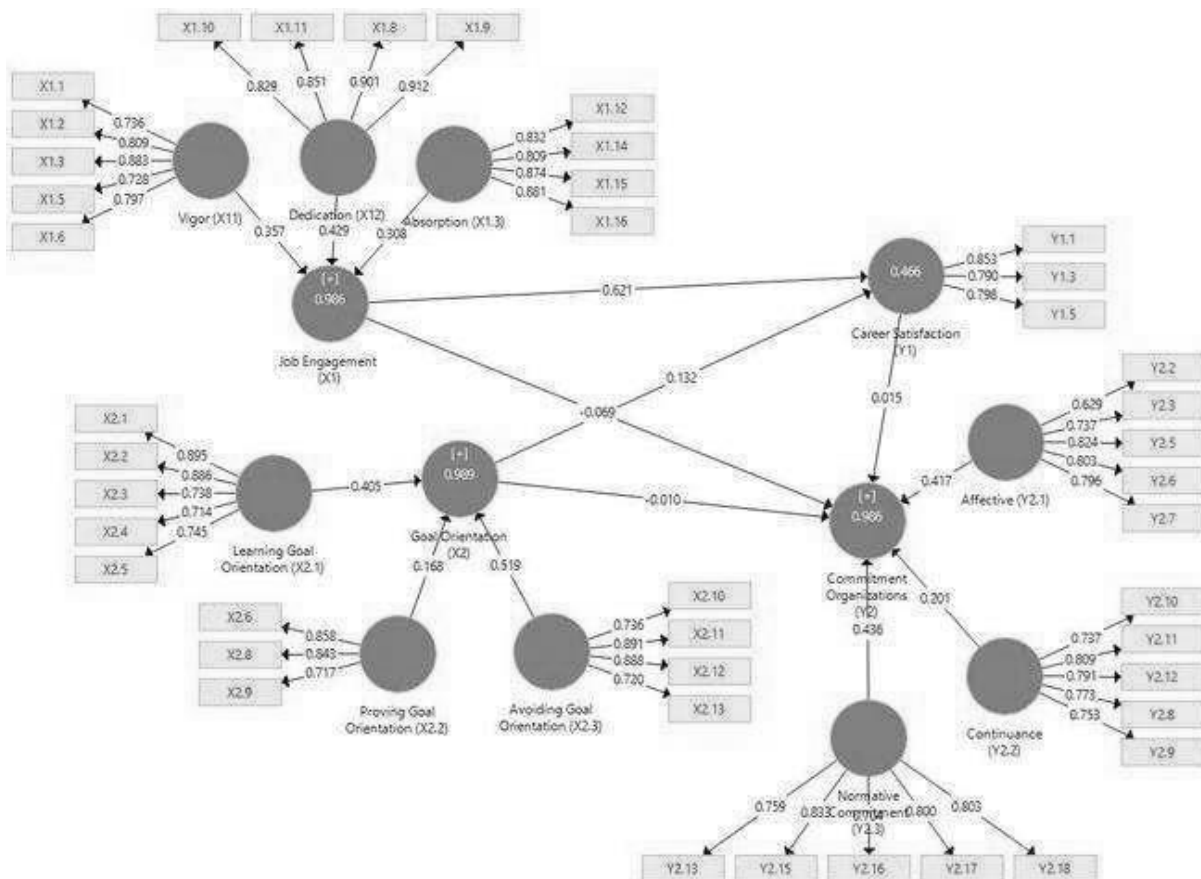 X1.10
X1.11
X1.8
X1.9
0.829
0.851
0.901
0.912
X1.1
X1.2
X1.3
X1.5
X1.6
0.736
0.809
0.883
0.728
0.797
Vigor (X11)
Dedication (X12)
Absorption (X1.3)
0.832
0.809
0.874
0.881
X1.12
X1.14
X1.15
X1.16
0.357
0.429
0.308
[+]
0.986
Job Engagement
(X1)
0.621
0.132
-0.069
0.466
Career Satisfaction
(Y1)
0.853
0.790
0.798
Y1.1
Y1.3
Y1.5
0.015
X2.1
X2.2
X2.3
X2.4
X2.5
0.895
0.886
0.738
0.714
0.745
Learning Goal
Orientation (X2.1)
0.405
[+]
0.989
Goal Orientation
(X2)
-0.010
0.168
0.519
X2.6
X2.8
X2.9
0.858
0.843
0.717
Proving Goal
Orientation (X2.2)
Avoiding Goal
Orientation (X2.3)
0.736
0.891
0.888
0.720
X2.10
X2.11
X2.12
X2.13
[+]
0.986
Commitment
Organizations
(Y2)
0.417
Affective (Y2.1)
0.629
0.737
0.824
0.803
0.796
Y2.2
Y2.3
Y2.5
Y2.6
Y2.7
0.201
0.436
Continuance
(Y2.2)
0.737
0.809
0.791
0.773
0.753
Y2.10
Y2.11
Y2.12
Y2.8
Y2.9
Normative
Commitment
(Y2.3)
0.759
0.833
0.800
0.803
Y2.13
Y2.15
Y2.16
Y2.17
Y2.18